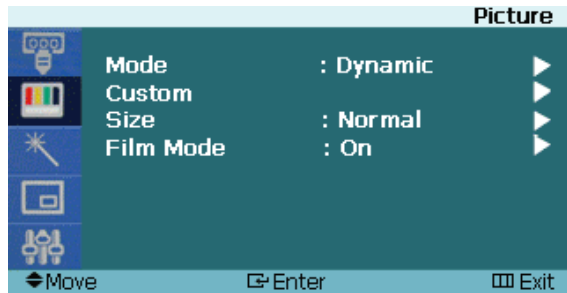 Picture
Mode : Dynamic
Custom
Size : Normal
Film Mode : On
Move Enter Exit